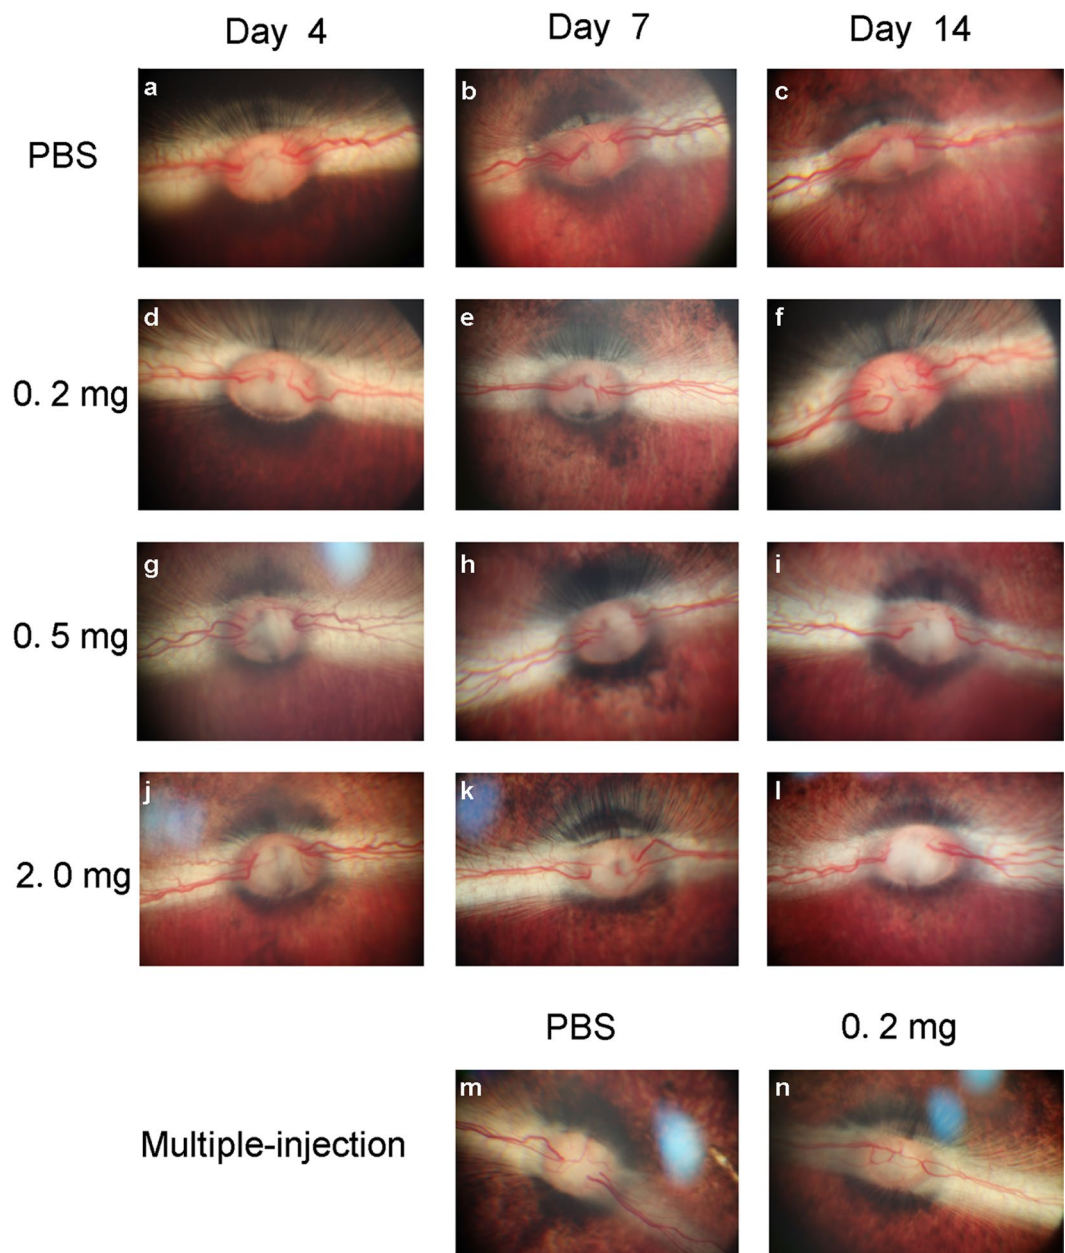 Day 4 Day 7 Day 14
PBS
a b c
0. 2 mg
d e f
0. 5 mg
g h i
2. 0 mg
j k l
PBS 0. 2 mg
Multiple-injection
m n